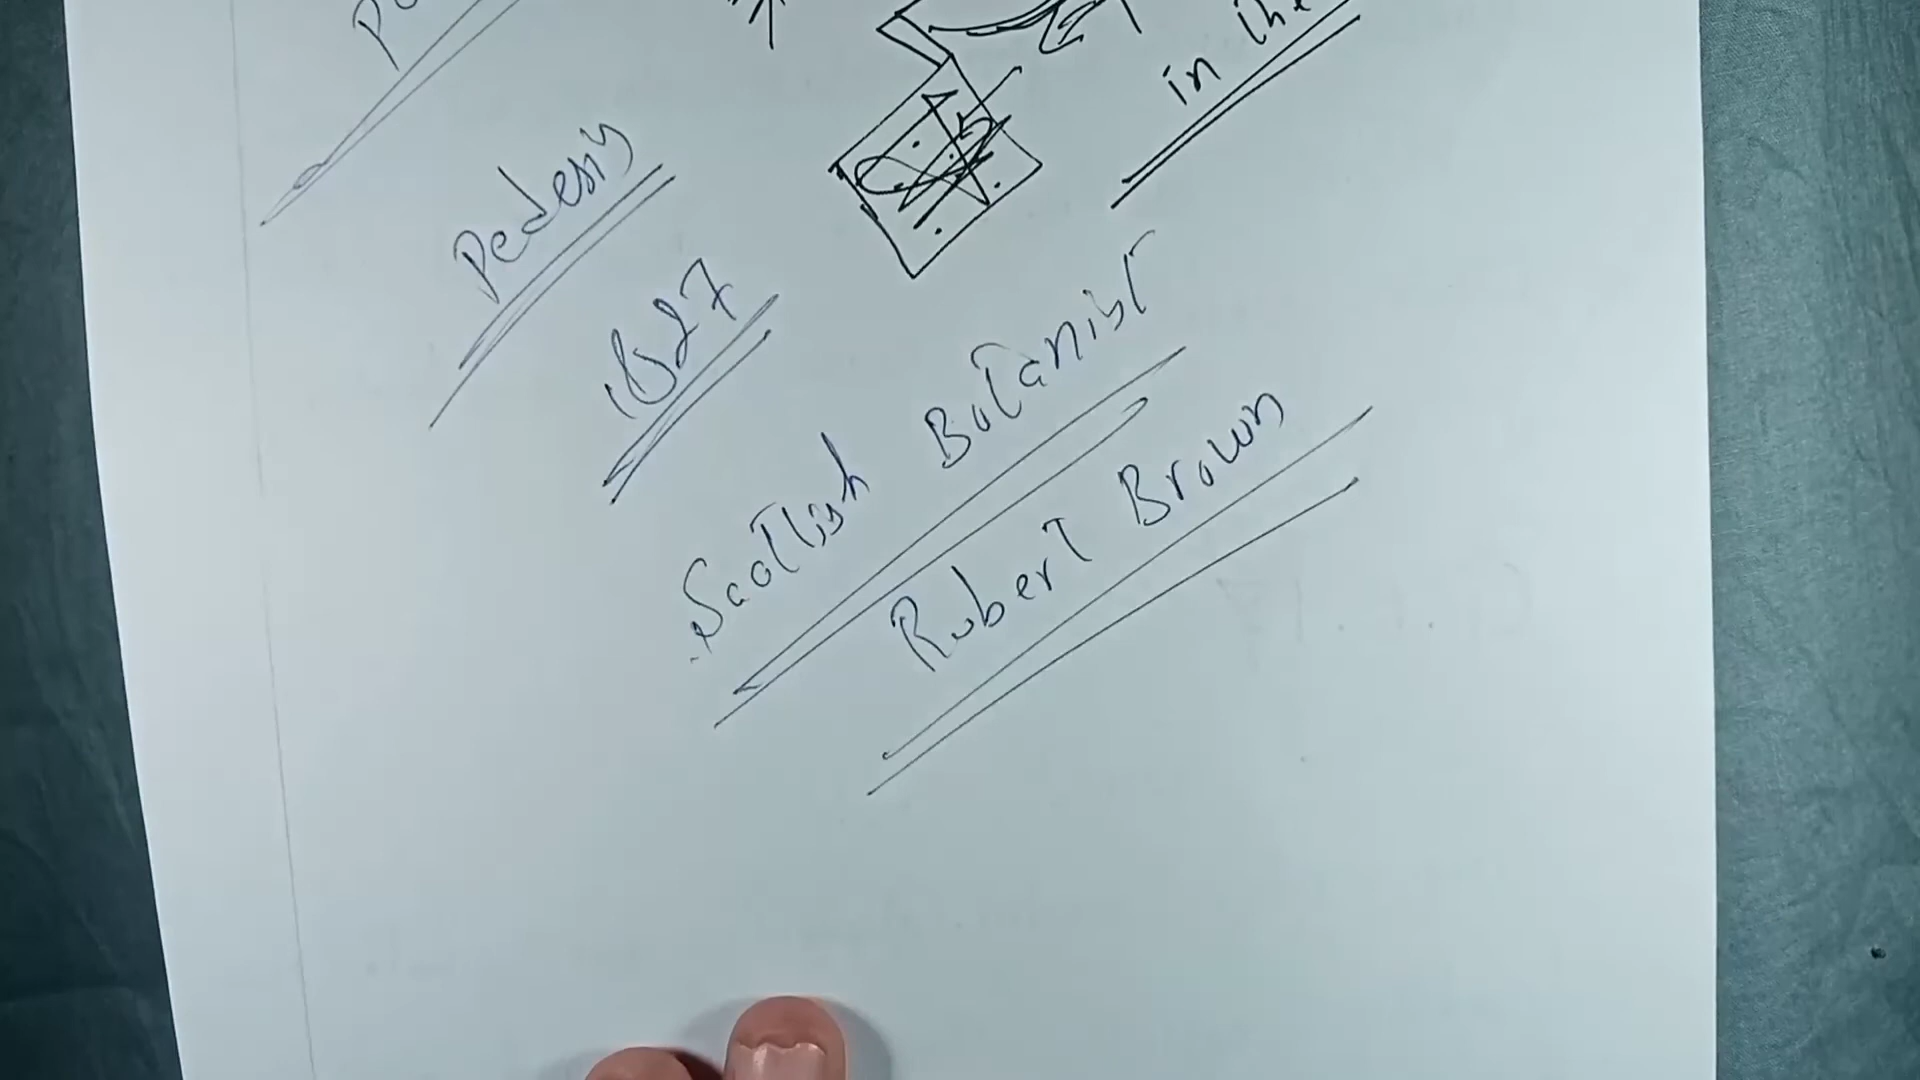 in the
Pedesis
1827
Scottish Botanist
Robert Brown